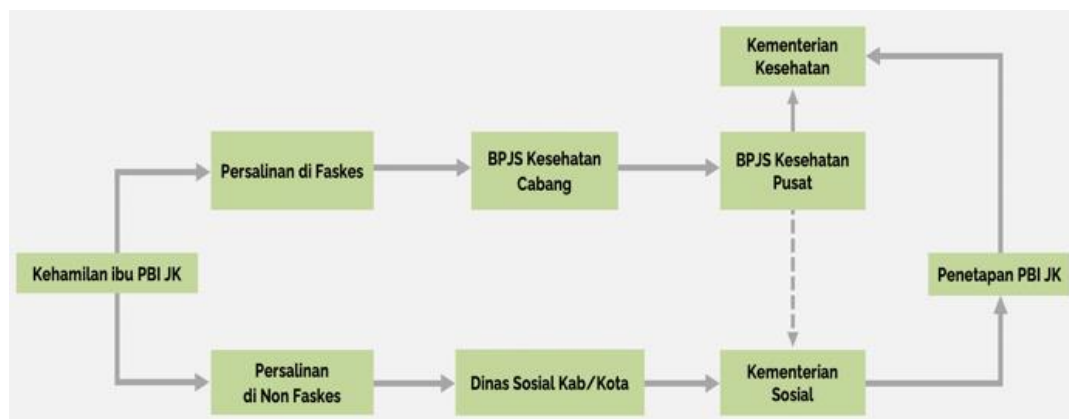 Kementerian
Kesehatan
Persalinan di Faskes
BPJS Kesehatan
Cabang
BPJS Kesehatan
Pusat
Kehamilan ibu PBI JK
Penetapan PBI JK
Persalinan
di Non Faskes
Dinas Sosial Kab/Kota
Kementerian
Sosial